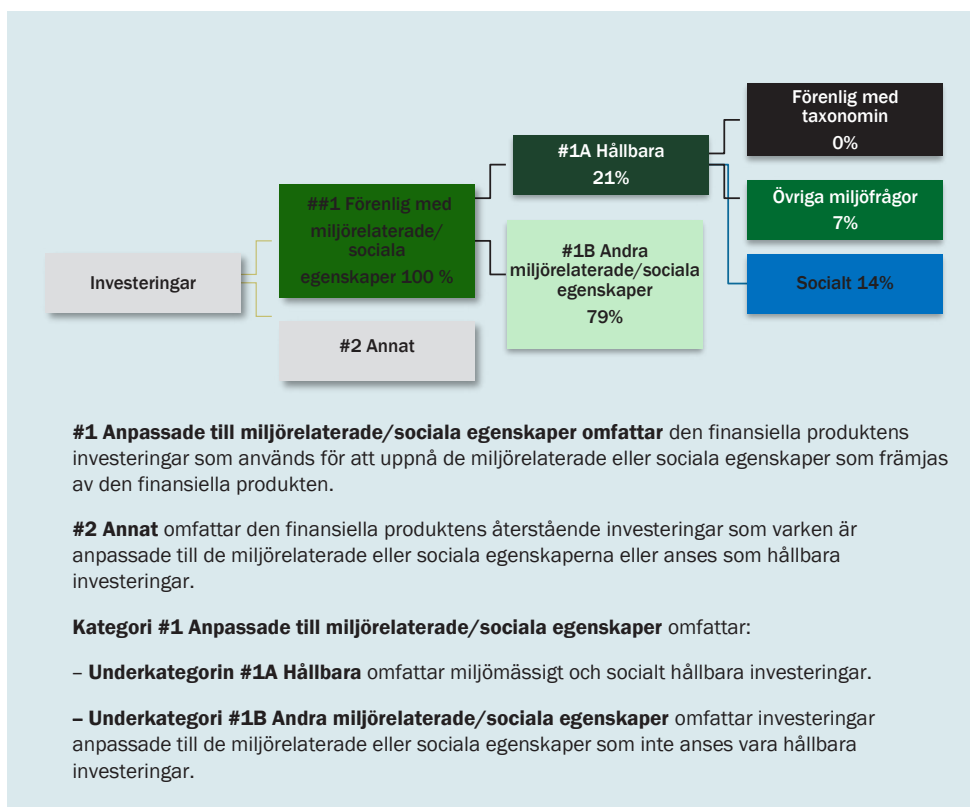 Förenlig med
taxonomin
0%
#1A Hållbara
21%
Övriga miljöfrågor
7%
##1 Förenlig med
miljörelaterade/
sociala
egenskaper 100 %
#1B Andra
miljörelaterade/sociala
egenskaper
79%
Investeringar
Socialt 14%
#2 Annat
#1 Anpassade till miljörelaterade/sociala egenskaper omfattar den finansiella produktens
investeringar som används för att uppnå de miljörelaterade eller sociala egenskaper som främjas
av den finansiella produkten.
#2 Annat omfattar den finansiella produktens återstående investeringar som varken är
anpassade till de miljörelaterade eller sociala egenskaperna eller anses som hållbara
investeringar.
Kategori #1 Anpassade till miljörelaterade/sociala egenskaper omfattar:
– Underkategorin #1A Hållbara omfattar miljömässigt och socialt hållbara investeringar.
– Underkategori #1B Andra miljörelaterade/sociala egenskaper omfattar investeringar
anpassade till de miljörelaterade eller sociala egenskaper som inte anses vara hållbara
investeringar.